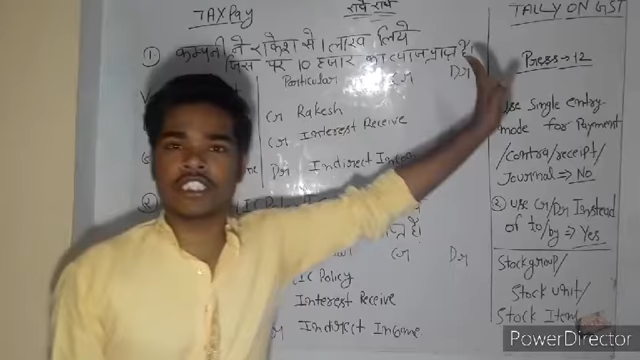 TAX Pay
राधे राधे
① कम्पनी ने राकेश से 1 लाख लिये
जिस पर 10 हजार का व्याज प्राप्त है।
Particular Cr Dr
Cr Rakesh
Cr Interest Receive
Dr Indirect Income
②
है।
Cr Dr
LIC Policy
Interest Receive
Indirect Income
TALLY ON GST
Press → 12
use single entry
mode for Payment
/contra/receipt/
Journal ⇒ No
② use Cr/Dr Instead
of to/by ⇒ Yes
Stock group/
Stock unit/
Stock Item
PowerDirector